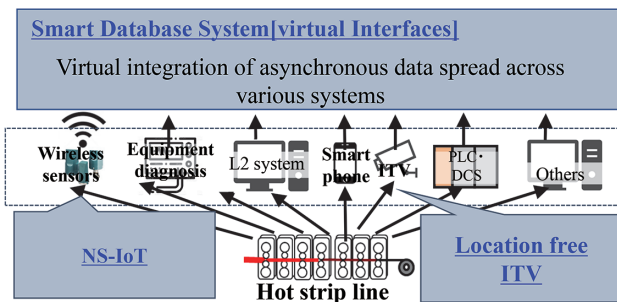 Smart Database System[virtual Interfaces]
Virtual integration of asynchronous data spread across
various systems
Wireless
sensors
Equipment
diagnosis
L2 system
Smart
phone
ITV
PLC・
DCS
Others
NS-IoT
Location free
ITV
Hot strip line